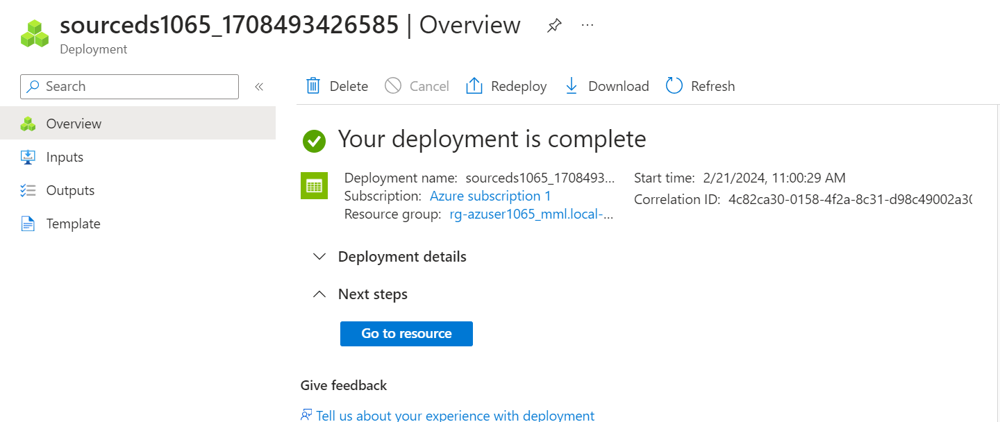 sourceds1065_1708493426585 | Overview
Deployment
Search
Overview
Inputs
Outputs
Template
Delete
Cancel
Redeploy
Download
Refresh
Your deployment is complete
Deployment name: sourceds1065_1708493...
Subscription: Azure subscription 1
Resource group: rg-azuser1065_mml.local-...
Start time: 2/21/2024, 11:00:29 AM
Correlation ID: 4c82ca30-0158-4f2a-8c31-d98c49002a30
Deployment details
Next steps
Go to resource
Give feedback
Tell us about your experience with deployment